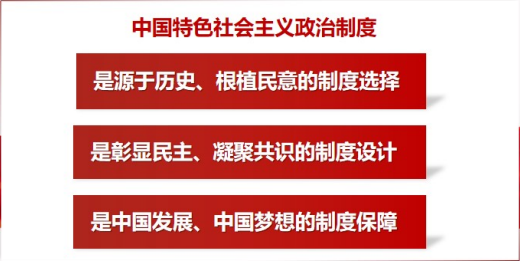 中国特色社会主义政治制度
是源于历史、根植民意的制度选择
是彰显民主、凝聚共识的制度设计
是中国发展、中国梦想的制度保障